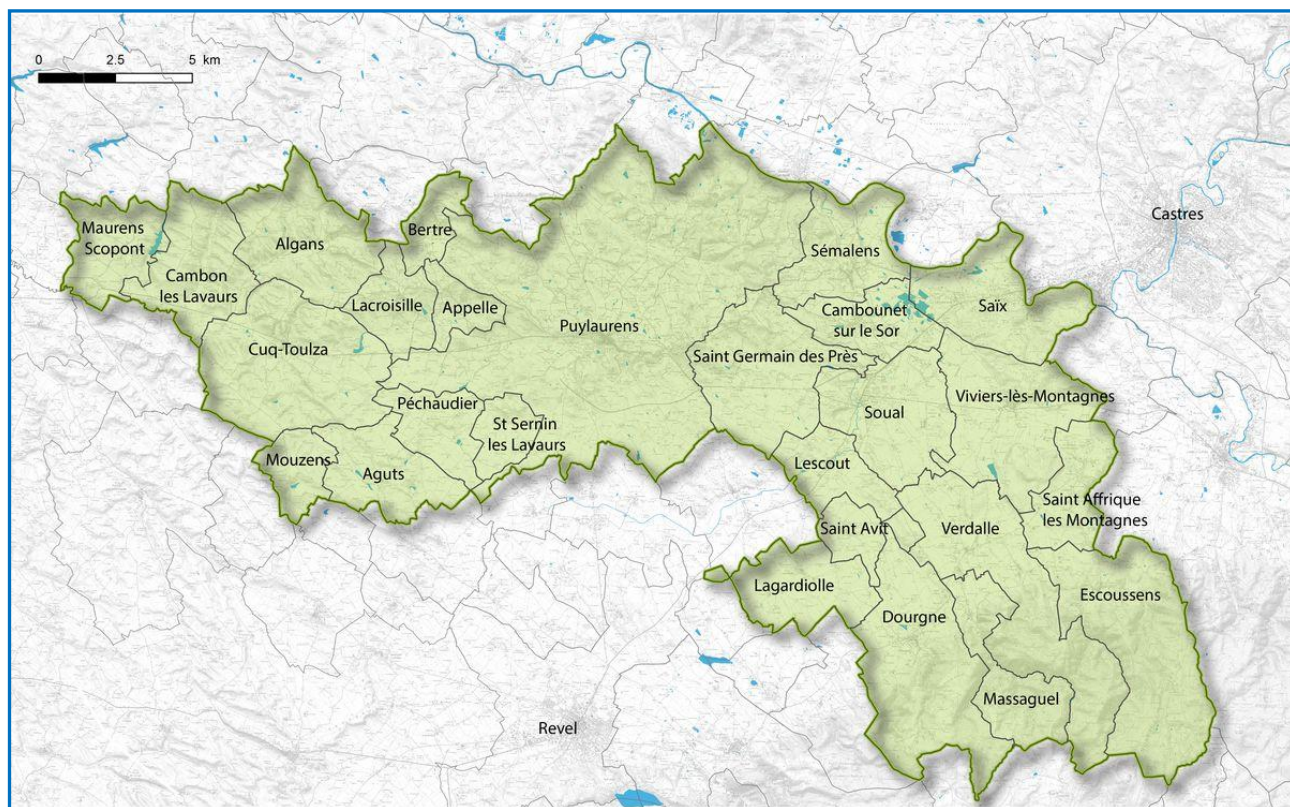 0 2.5 5 km
Castres
Maurens
Scopont
Algans
Bertre
Sémalens
Cambon
les Lavaurs
Lacroisille
Appelle
Saïx
Cambounet
sur le Sor
Puylaurens
Cuq-Toulza
Saint Germain des Près
Péchaudier
Viviers-lès-Montagnes
Soual
St Sernin
les Lavaurs
Mouzens
Aguts
Lescout
Saint Affrique
les Montagnes
Saint Avit
Verdalle
Lagardiolle
Escoussens
Dourgne
Massaguel
Revel